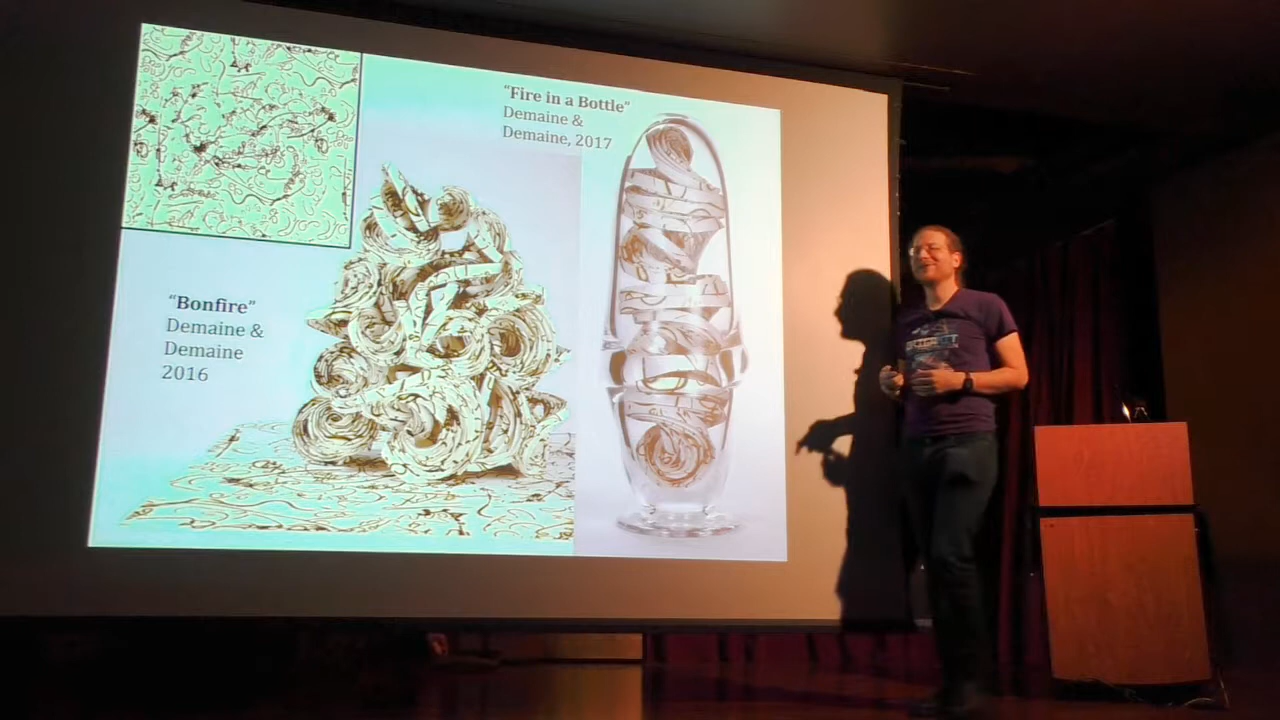 "Bonfire"
Demaine &
Demaine
2016
"Fire in a Bottle"
Demaine &
Demaine, 2017